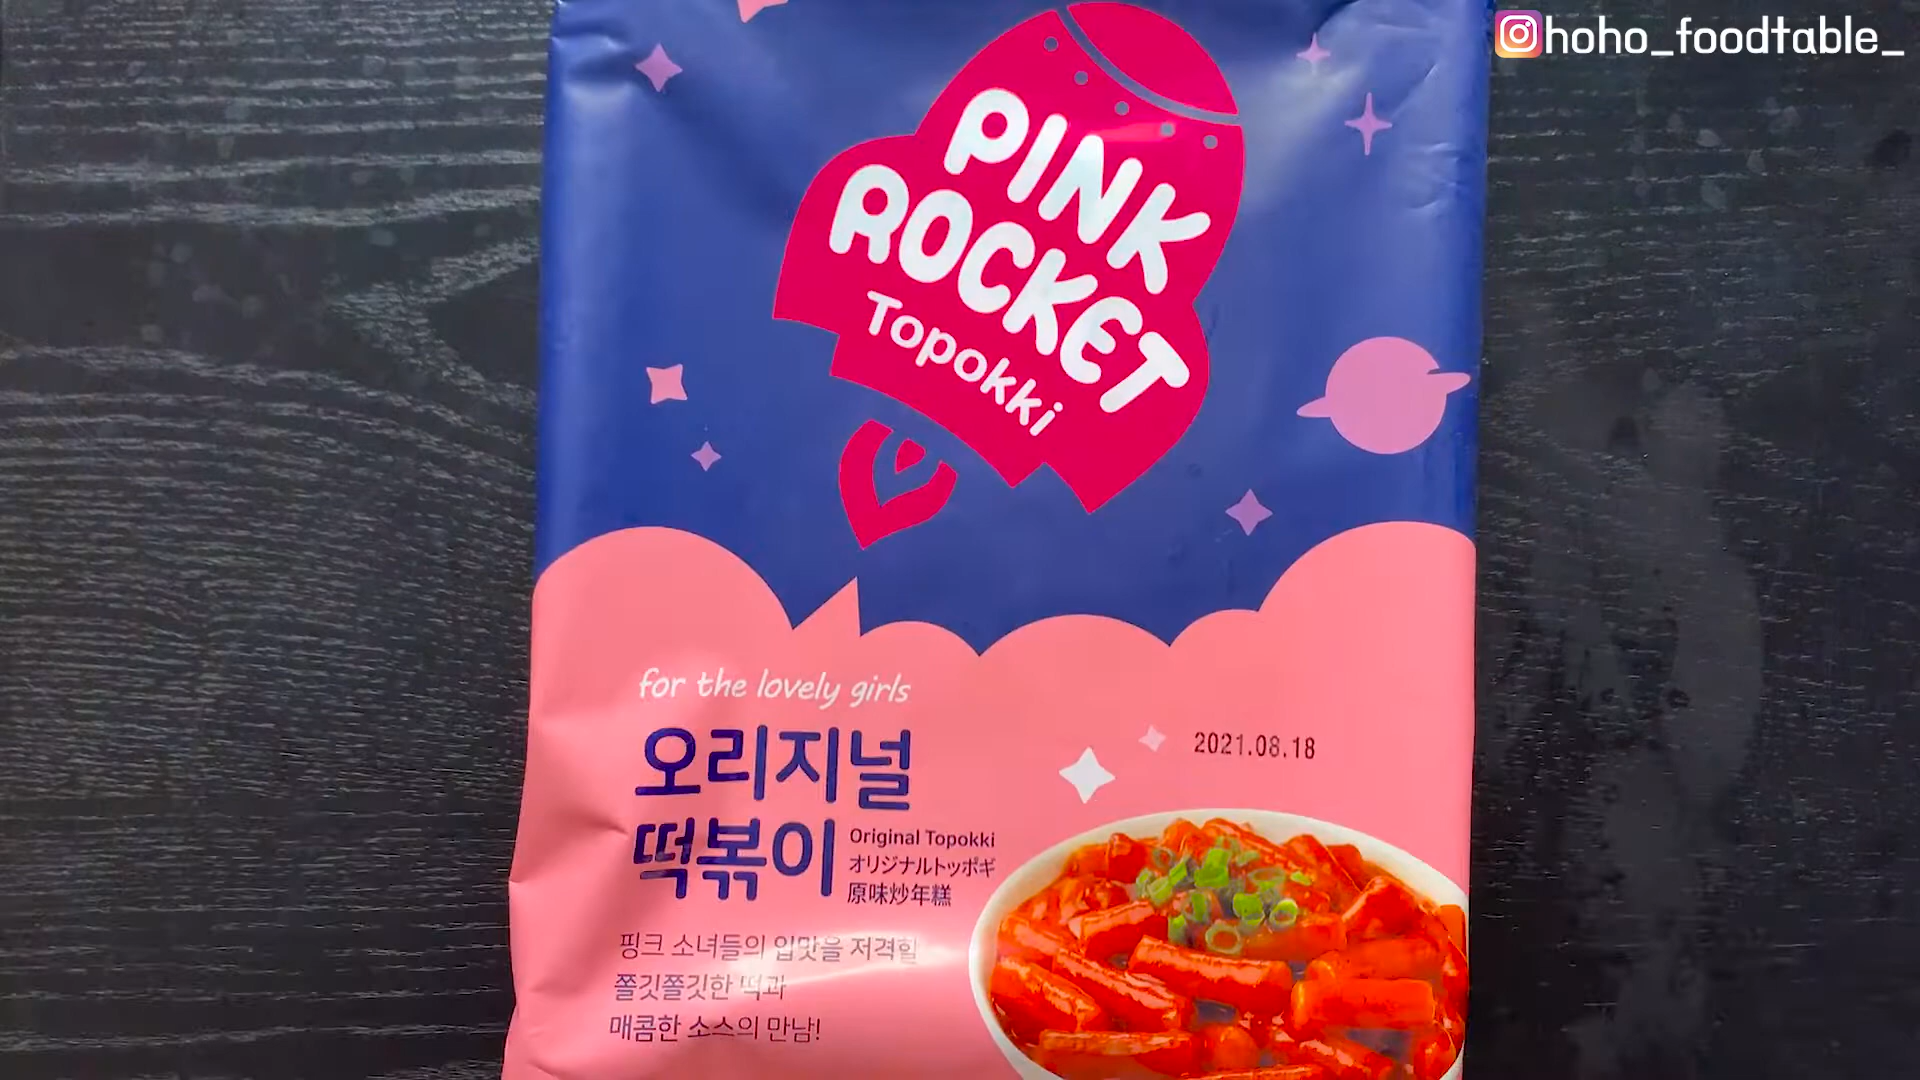 hoho_foodtable_
PINK
ROCKET
Topokki
for the lovely girls
오리지널
떡볶이
Original Topokki
オリジナルトッポギ
原味炒年糕
2021.08.18
핑크 소녀들의 입맛을 저격할
쫄깃쫄깃한 떡과
매콤한 소스의 만남!